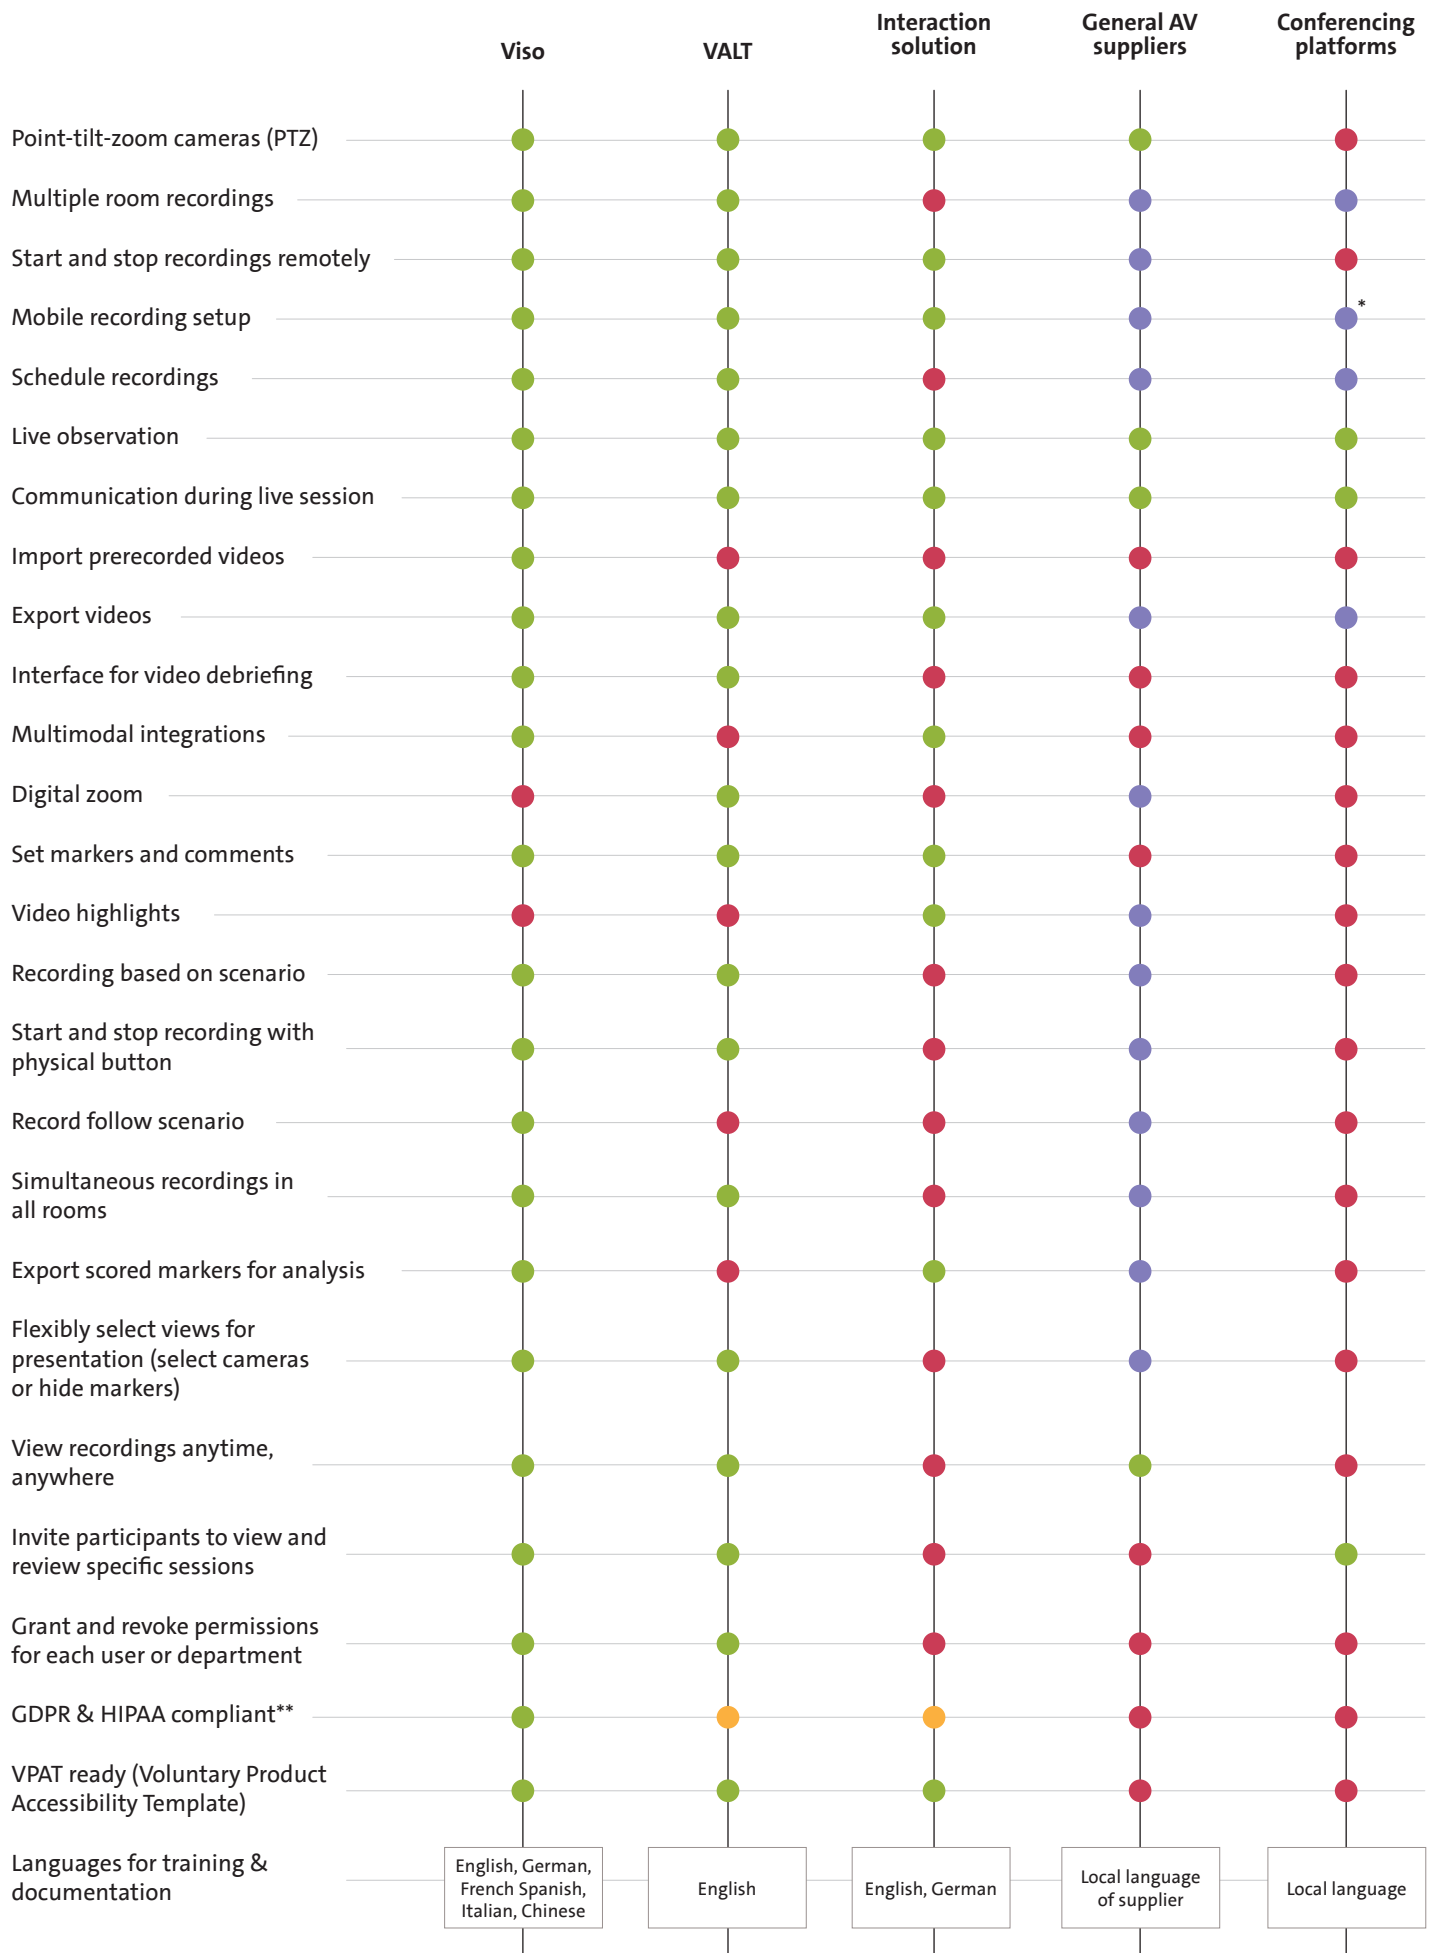 Interaction
solution
General AV
suppliers
Conferencing
platforms
Viso
VALT
Point-tilt-zoom cameras (PTZ)
Multiple room recordings
Start and stop recordings remotely
Mobile recording setup
*
Schedule recordings
Live observation
Communication during live session
Import prerecorded videos
Export videos
Interface for video debriefing
Multimodal integrations
Digital zoom
Set markers and comments
Video highlights
Recording based on scenario
Start and stop recording with
physical button
Record follow scenario
Simultaneous recordings in
all rooms
Export scored markers for analysis
Flexibly select views for
presentation (select cameras
or hide markers)
View recordings anytime,
anywhere
Invite participants to view and
review specific sessions
Grant and revoke permissions
for each user or department
GDPR & HIPAA compliant**
VPAT ready (Voluntary Product
Accessibility Template)
Languages for training &
documentation
English, German,
French Spanish,
Italian, Chinese
English
English, German
Local language
of supplier
Local language